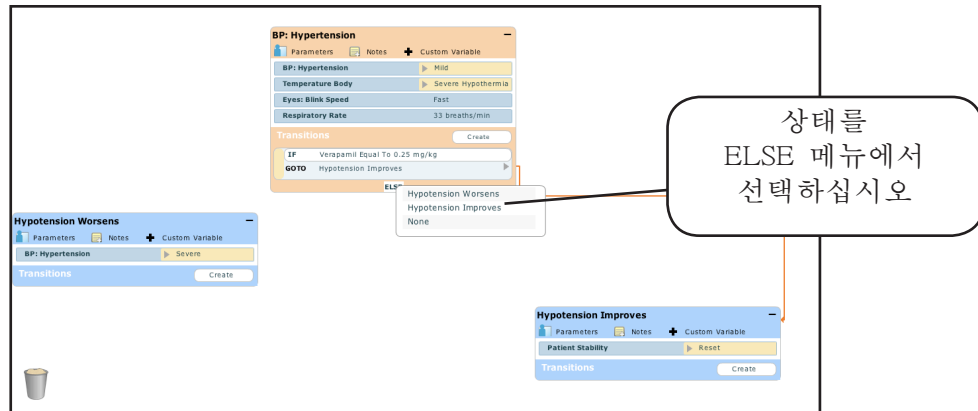 BP: Hypertension
Parameters Notes Custom Variable
BP: Hypertension Mild
Temperature Body Severe Hypothermia
Eyes: Blink Speed Fast
Respiratory Rate 33 breaths/min
Transitions Create
IF Verapamil Equal To 0.25 mg/kg
GOTO Hypotension Improves
ELSE
Hypotension Worsens
Hypotension Improves
None
상태를
ELSE 메뉴에서
선택하십시오
Hypotension Worsens
Parameters Notes Custom Variable
BP: Hypertension Severe
Transitions Create
Hypotension Improves
Parameters Notes Custom Variable
Patient Stability Reset
Transitions Create